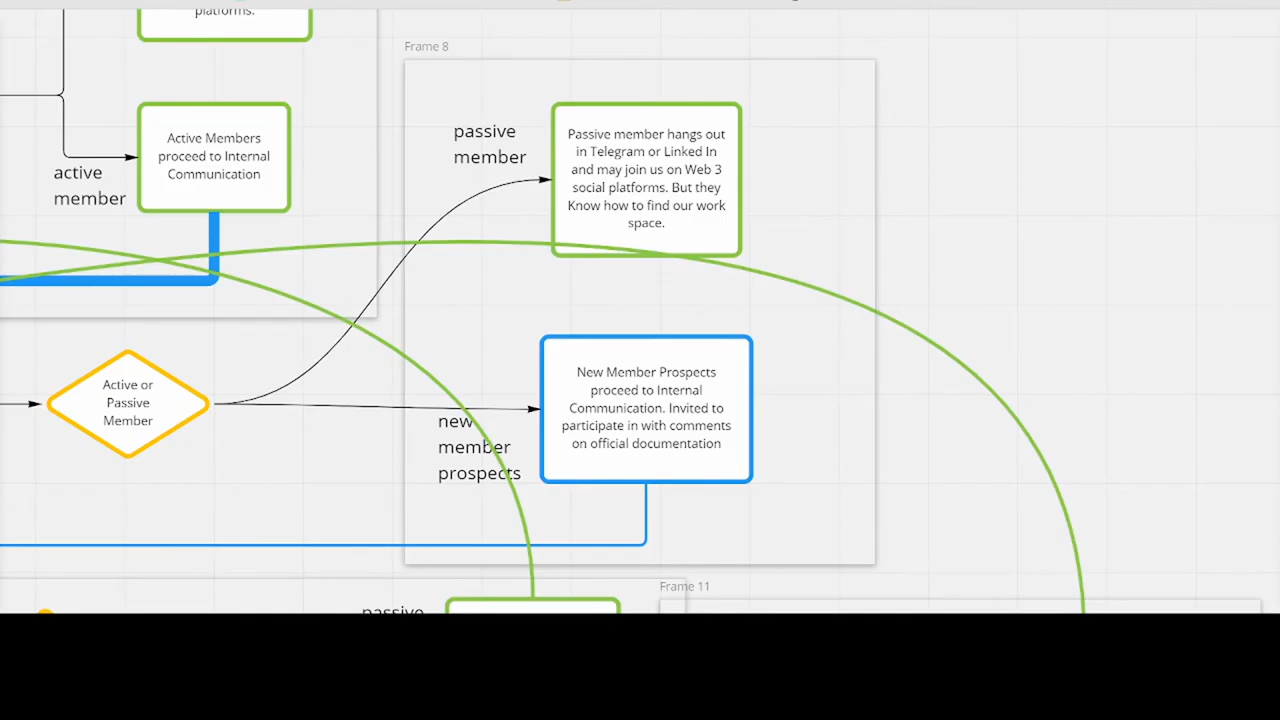 platforms.
Frame 8
Active Members
proceed to Internal
Communication
active
member
passive
member
Passive member hangs out
in Telegram or Linked In
and may join us on Web 3
social platforms. But they
Know how to find our work
space.
Active or
Passive
Member
new
member
prospects
New Member Prospects
proceed to Internal
Communication. Invited to
participate in with comments
on official documentation
Frame 11
passive